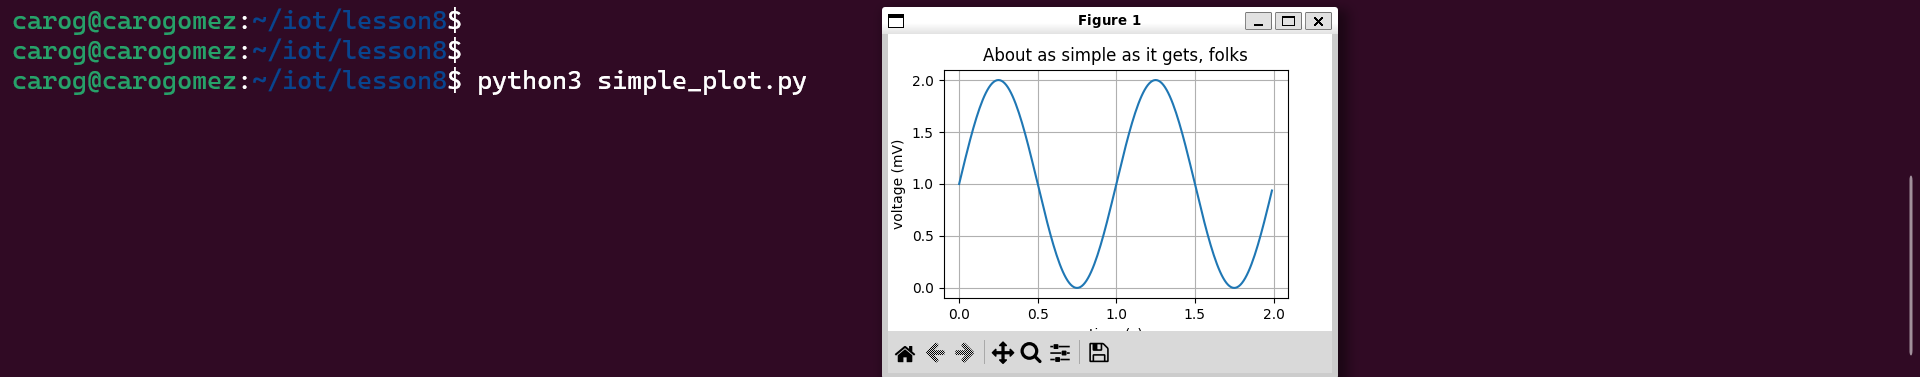 carog@carogomez:~/iot/lesson8$
carog@carogomez:~/iot/lesson8$
carog@carogomez:~/iot/lesson8$ python3 simple_plot.py
Figure 1
About as simple as it gets, folks
voltage (mV)
2.0
1.5
1.0
0.5
0.0
0.0 0.5 1.0 1.5 2.0